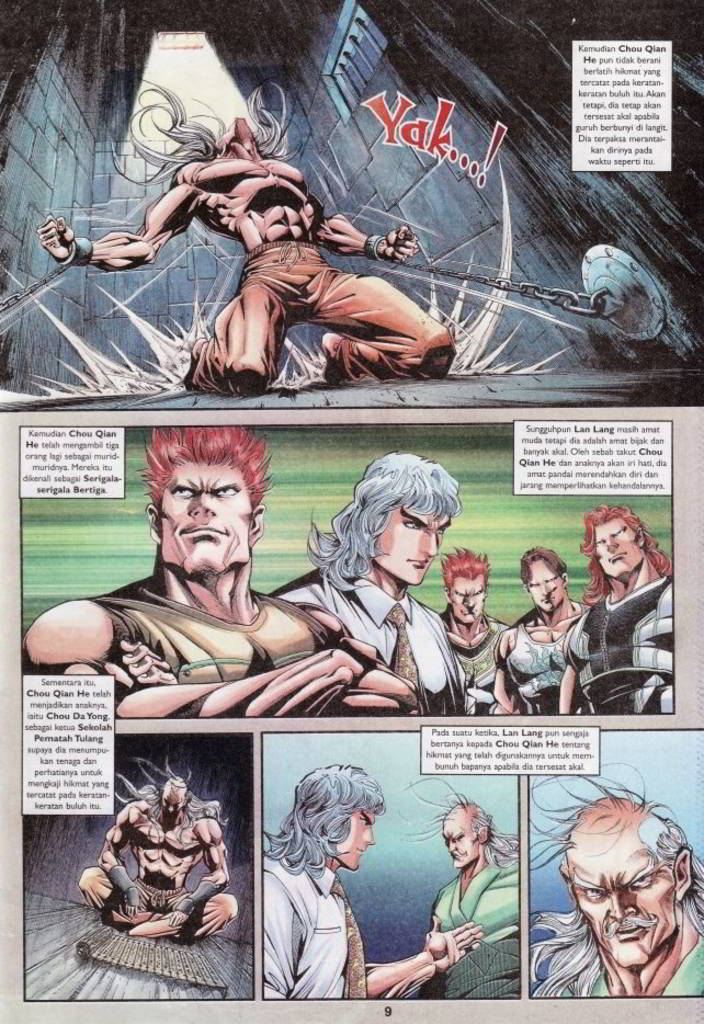 Kemudian Chou Qian
He pun tidak berani
berlatih hikmat yang
tercatat pada keratan-
keratan buluh itu. Akan
tetapi, dia tetap akan
tersesat akal apabila
guruh berbunyi di langit.
Dia terpaksa merantai-
kan dirinya pada
waktu seperti itu.
Yak....!
Kemudian Chou Qian
He telah mengambil tiga
orang lagi sebagai murid-
muridnya. Mereka itu
dikenali sebagai Serigala-
serigala Bertiga.
Sungguhpun Lan Lang masih amat
muda tetapi dia adalah amat bijak dan
banyak akal. Oleh sebab takut Chou
Qian He dan anaknya akan iri hati, dia
amat pandai merendahkan diri dan
jarang memperlihatkan kehandalannya.
Sementara itu,
Chou Qian He telah
menjadikan anaknya,
iaitu Chou Da Yong,
sebagai ketua Sekolah
Pematah Tulang
supaya dia menumpu-
kan tenaga dan
perhatianya untuk
mengkaji hikmat yang
tercatat pada keratan-
keratan buluh itu.
Pada suatu ketika, Lan Lang pun sengaja
bertanya kepada Chou Qian He tentang
hikmat yang telah digunakannya untuk mem-
bunuh bapanya apabila dia tersesat akal.
9